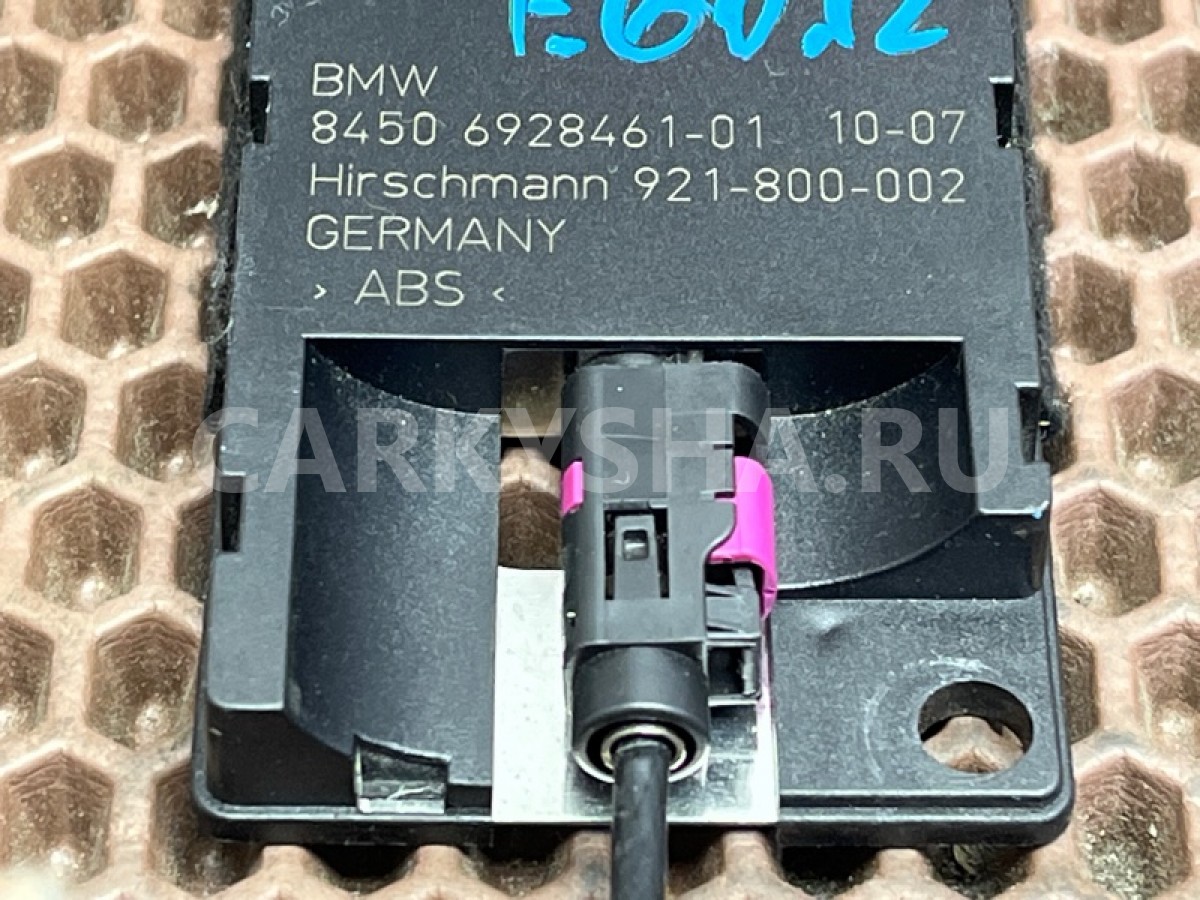 BMW
8450 6928461-01 10-07
Hirschmann 921-800-002
GERMANY
> ABS <
CARKYSHA.RU